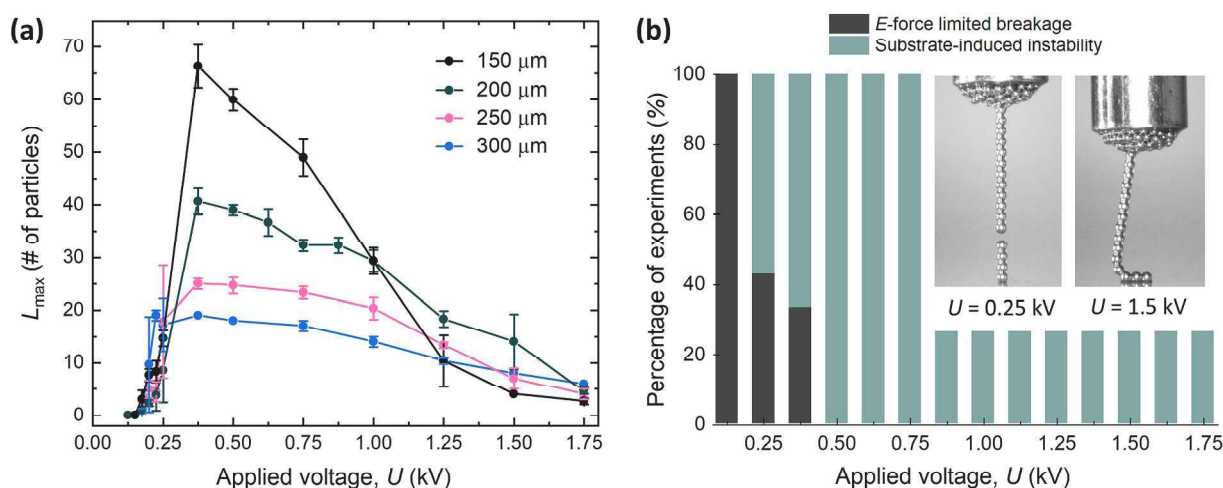 (a)
70
60
50
40
30
20
10
0
L_max (# of particles)
150 μm
200 μm
250 μm
300 μm
0.00 0.25 0.50 0.75 1.00 1.25 1.50 1.75
Applied voltage, U (kV)
(b)
E-force limited breakage
Substrate-induced instability
100
80
60
40
20
0
Percentage of experiments (%)
U = 0.25 kV
U = 1.5 kV
0.25 0.50 0.75 1.00 1.25 1.50 1.75
Applied voltage, U (kV)